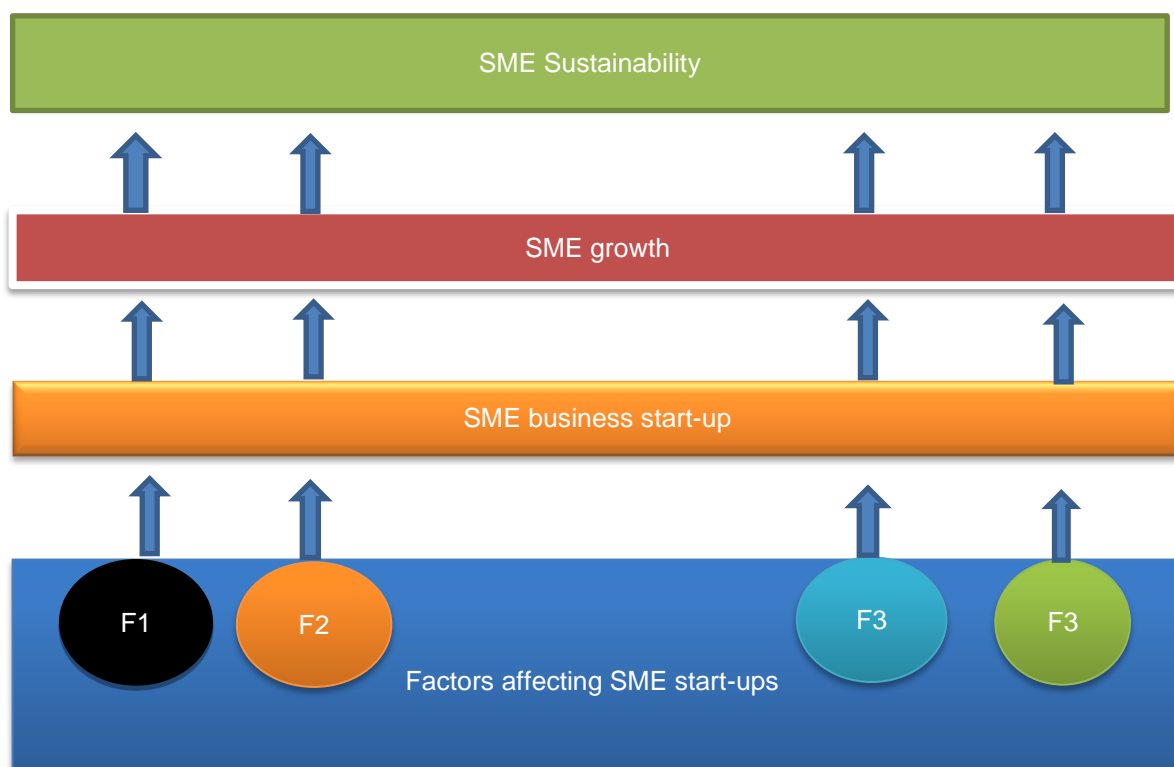 SME Sustainability
SME growth
SME business start-up
F1
F2
F3
F3
Factors affecting SME start-ups